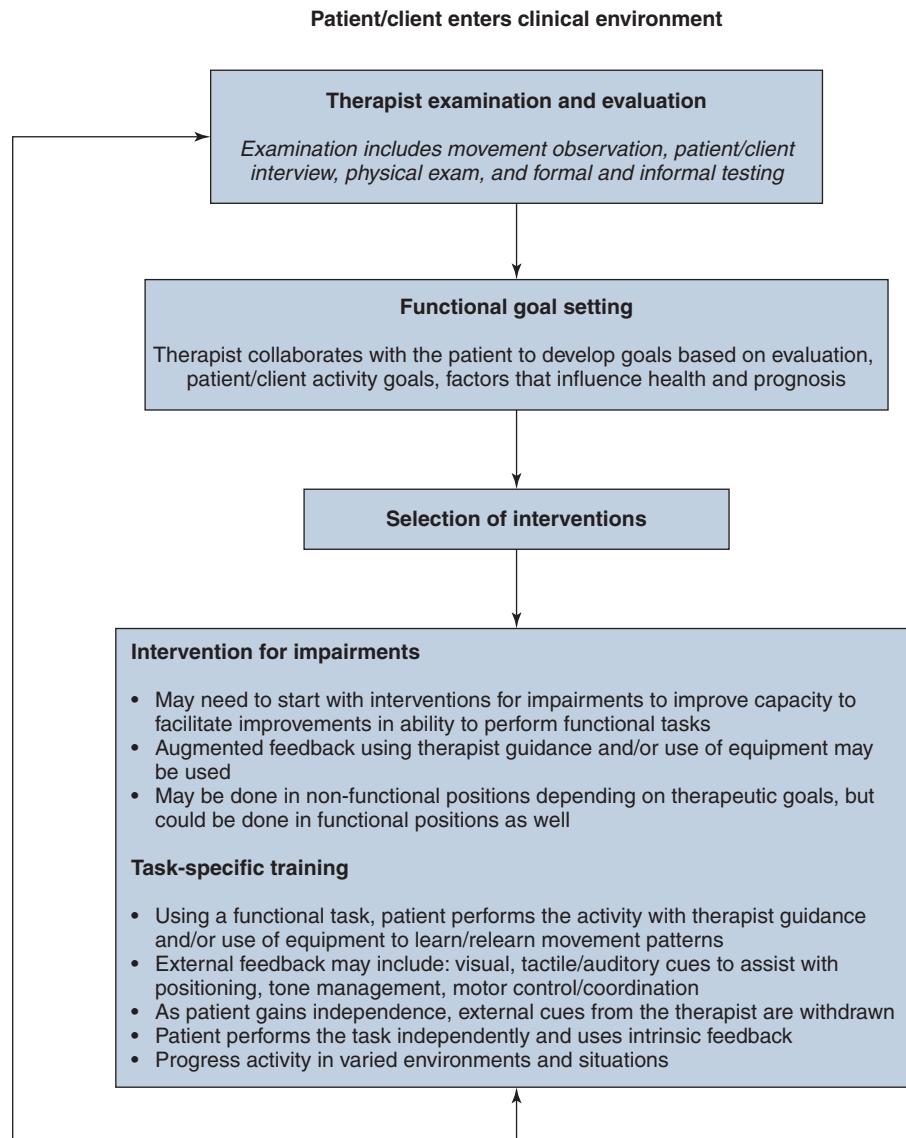 Patient/client enters clinical environment
Therapist examination and evaluation
Examination includes movement observation, patient/client
interview, physical exam, and formal and informal testing
Functional goal setting
Therapist collaborates with the patient to develop goals based on evaluation,
patient/client activity goals, factors that influence health and prognosis
Selection of interventions
Intervention for impairments
• May need to start with interventions for impairments to improve capacity to
facilitate improvements in ability to perform functional tasks
• Augmented feedback using therapist guidance and/or use of equipment may
be used
• May be done in non-functional positions depending on therapeutic goals, but
could be done in functional positions as well
Task-specific training
• Using a functional task, patient performs the activity with therapist guidance
and/or use of equipment to learn/relearn movement patterns
• External feedback may include: visual, tactile/auditory cues to assist with
positioning, tone management, motor control/coordination
• As patient gains independence, external cues from the therapist are withdrawn
• Patient performs the task independently and uses intrinsic feedback
• Progress activity in varied environments and situations